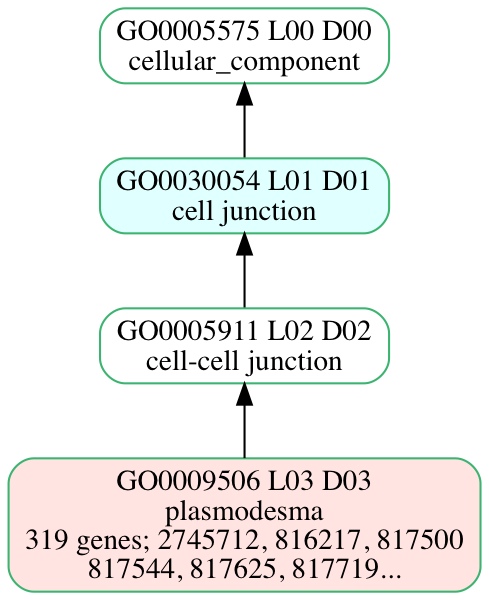 GO0005575 L00 D00
cellular_component
GO0030054 L01 D01
cell junction
GO0005911 L02 D02
cell-cell junction
GO0009506 L03 D03
plasmodesma
319 genes; 2745712, 816217, 817500
817544, 817625, 817719...